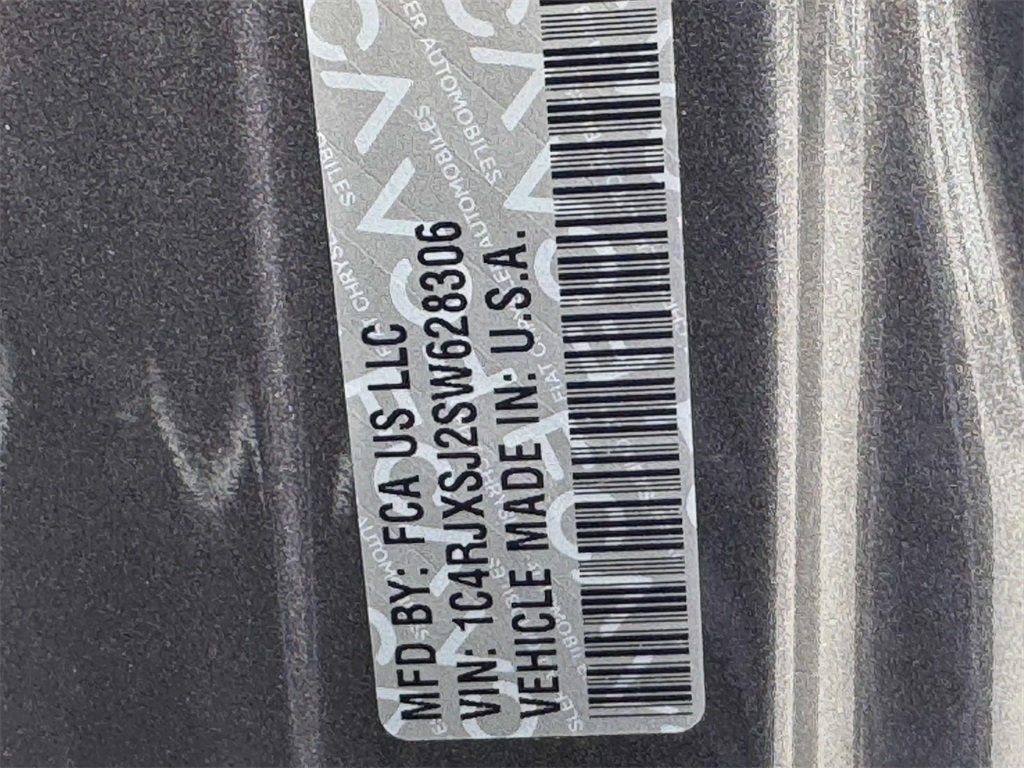 MFD BY: FCA US LLC
VIN: 1C4RJXSJ2SW628306
VEHICLE MADE IN: U.S.A.